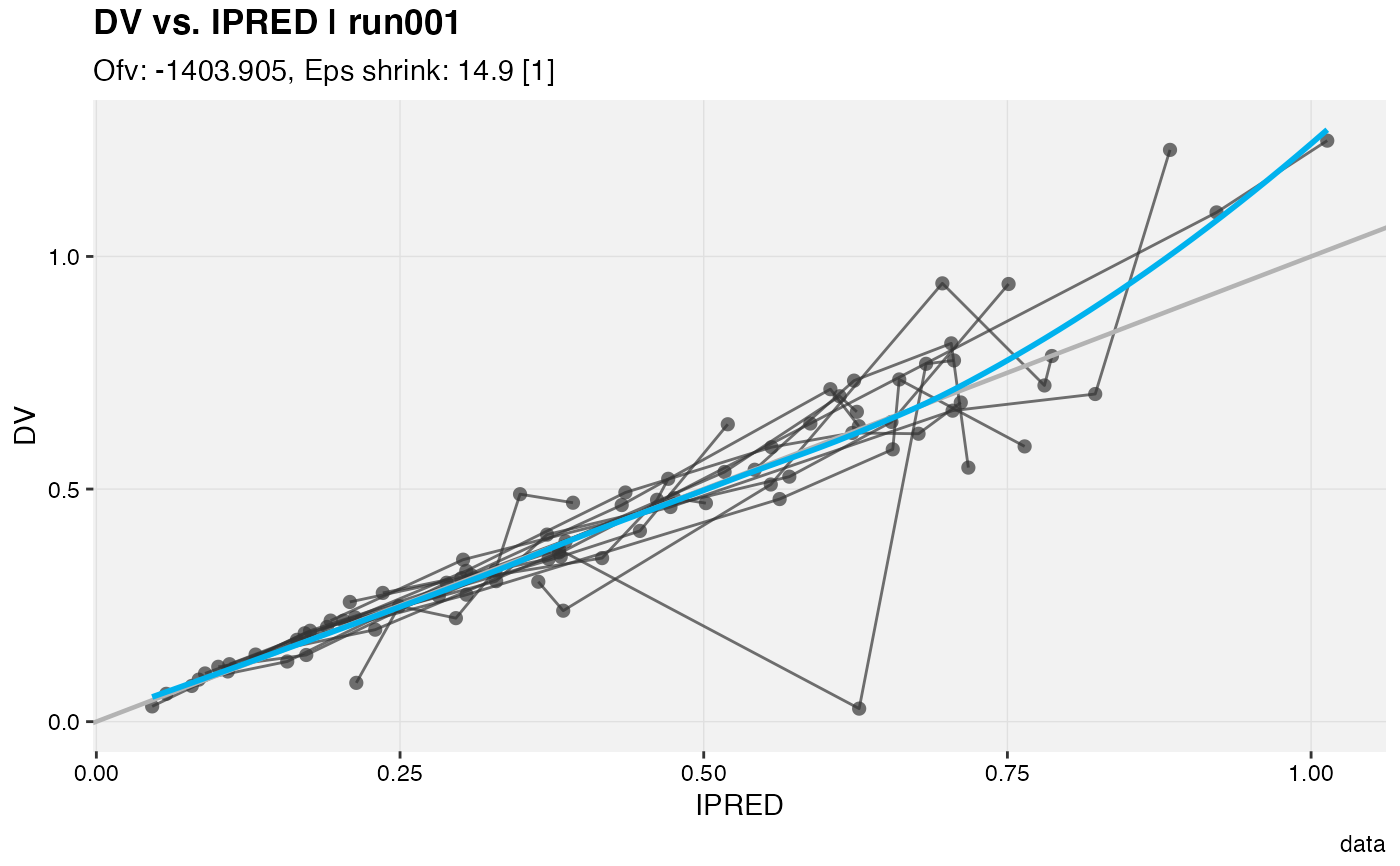 DV vs. IPRED | run001
Ofv: -1403.905, Eps shrink: 14.9 [1]
1.0
0.5
0.0
DV
0.00 0.25 0.50 0.75 1.00
IPRED
data